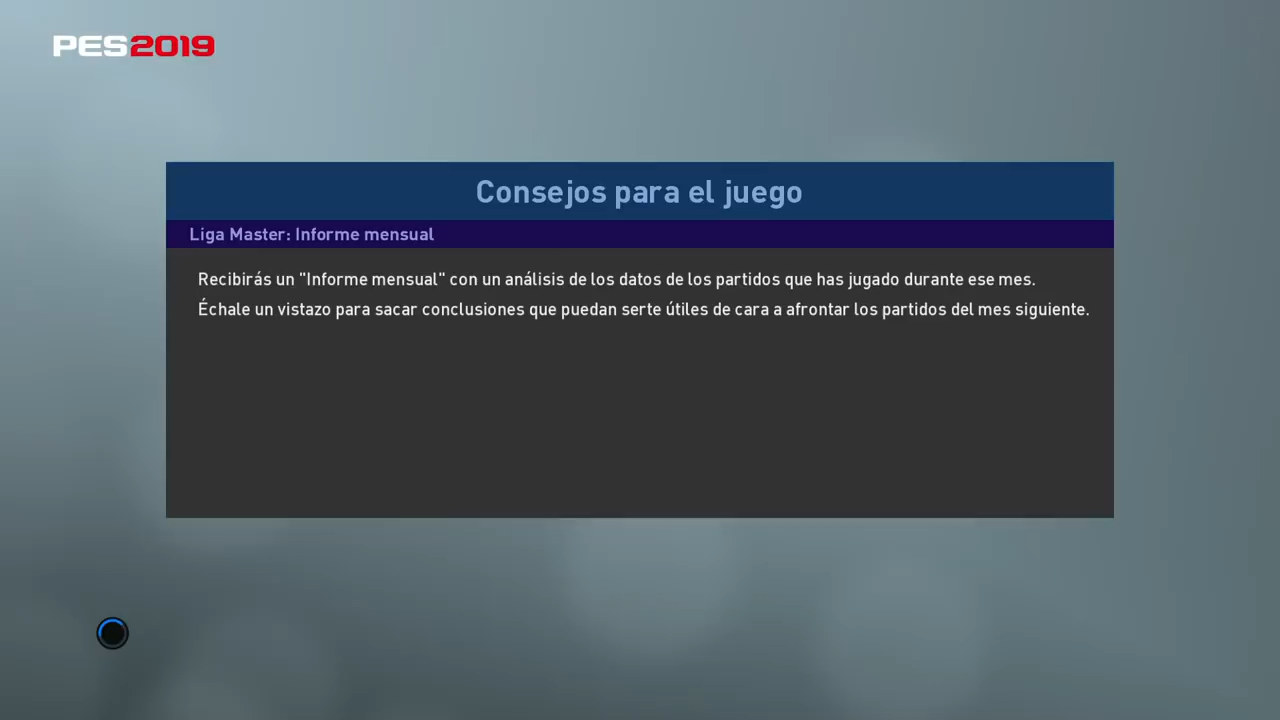 PES2019
Consejos para el juego
Liga Master: Informe mensual
Recibirás un "Informe mensual" con un análisis de los datos de los partidos que has jugado durante ese mes.
Échale un vistazo para sacar conclusiones que puedan serte útiles de cara a afrontar los partidos del mes siguiente.